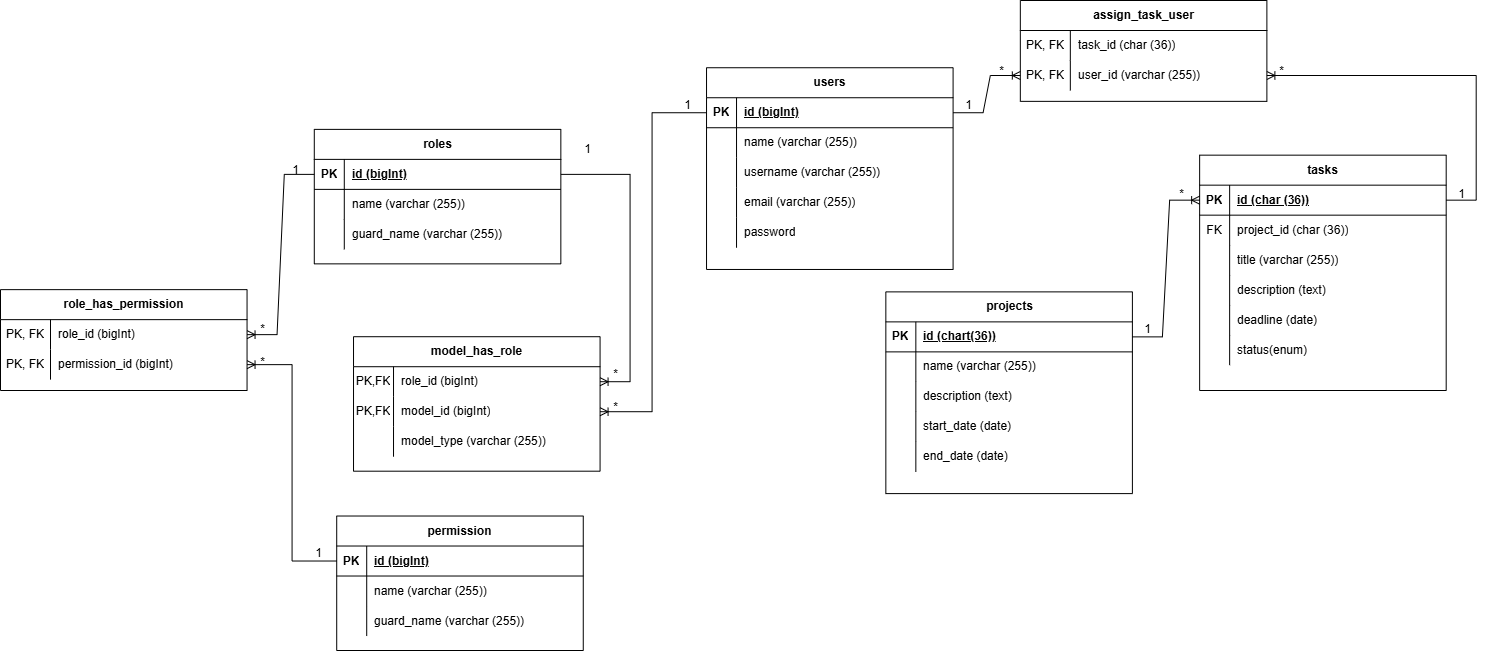 assign_task_user
PK, FK task_id (char (36))
PK, FK user_id (varchar (255))
*
*
users
PK id (bigInt)
name (varchar (255))
username (varchar (255))
email (varchar (255))
password
1
1
roles
PK id (bigInt)
name (varchar (255))
guard_name (varchar (255))
1
1
tasks
PK id (char (36))
FK project_id (char (36))
title (varchar (255))
description (text)
deadline (date)
status(enum)
*
1
role_has_permission
PK, FK role_id (bigInt)
PK, FK permission_id (bigInt)
*
*
projects
PK id (chart(36))
name (varchar (255))
description (text)
start_date (date)
end_date (date)
1
model_has_role
PK,FK role_id (bigInt)
PK,FK model_id (bigInt)
model_type (varchar (255))
*
*
permission
PK id (bigInt)
name (varchar (255))
guard_name (varchar (255))
1